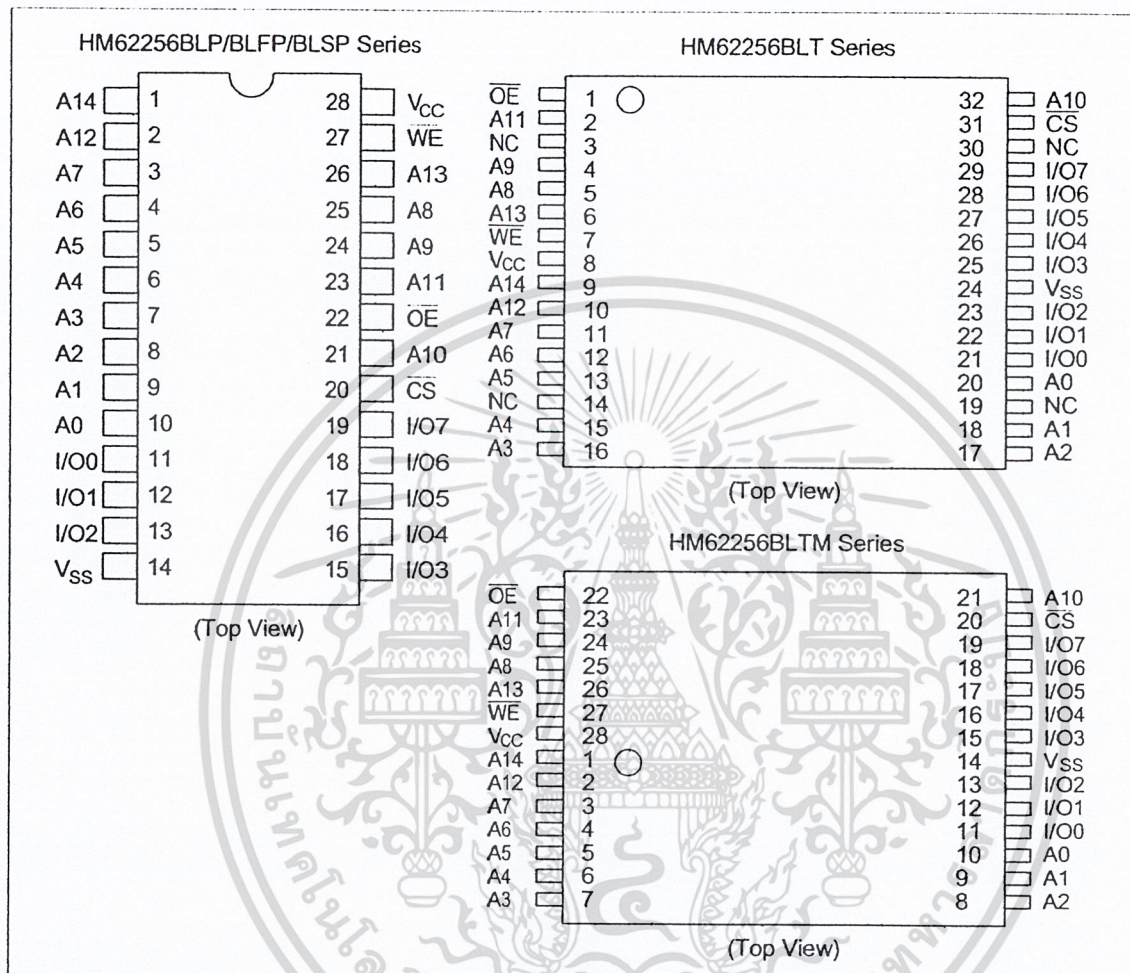 HM62256BLP/BLFP/BLSP Series
A14 1 28 VCC
A12 2 27 WE
A7 3 26 A13
A6 4 25 A8
A5 5 24 A9
A4 6 23 A11
A3 7 22 OE
A2 8 21 A10
A1 9 20 CS
A0 10 19 I/O7
I/O0 11 18 I/O6
I/O1 12 17 I/O5
I/O2 13 16 I/O4
VSS 14 15 I/O3
(Top View)
HM62256BLT Series
OE 1 32 A10
A11 2 31 CS
NC 3 30 NC
A9 4 29 I/O7
A8 5 28 I/O6
A13 6 27 I/O5
WE 7 26 I/O4
VCC 8 25 I/O3
A14 9 24 VSS
A12 10 23 I/O2
A7 11 22 I/O1
A6 12 21 I/O0
A5 13 20 A0
NC 14 19 NC
A4 15 18 A1
A3 16 17 A2
(Top View)
HM62256BLTM Series
OE 22 21 A10
A11 23 20 CS
A9 24 19 I/O7
A8 25 18 I/O6
A13 26 17 I/O5
WE 27 16 I/O4
VCC 28 15 I/O3
A14 1 14 VSS
A12 2 13 I/O2
A7 3 12 I/O1
A6 4 11 I/O0
A5 5 10 A0
A4 6 9 A1
A3 7 8 A2
(Top View)